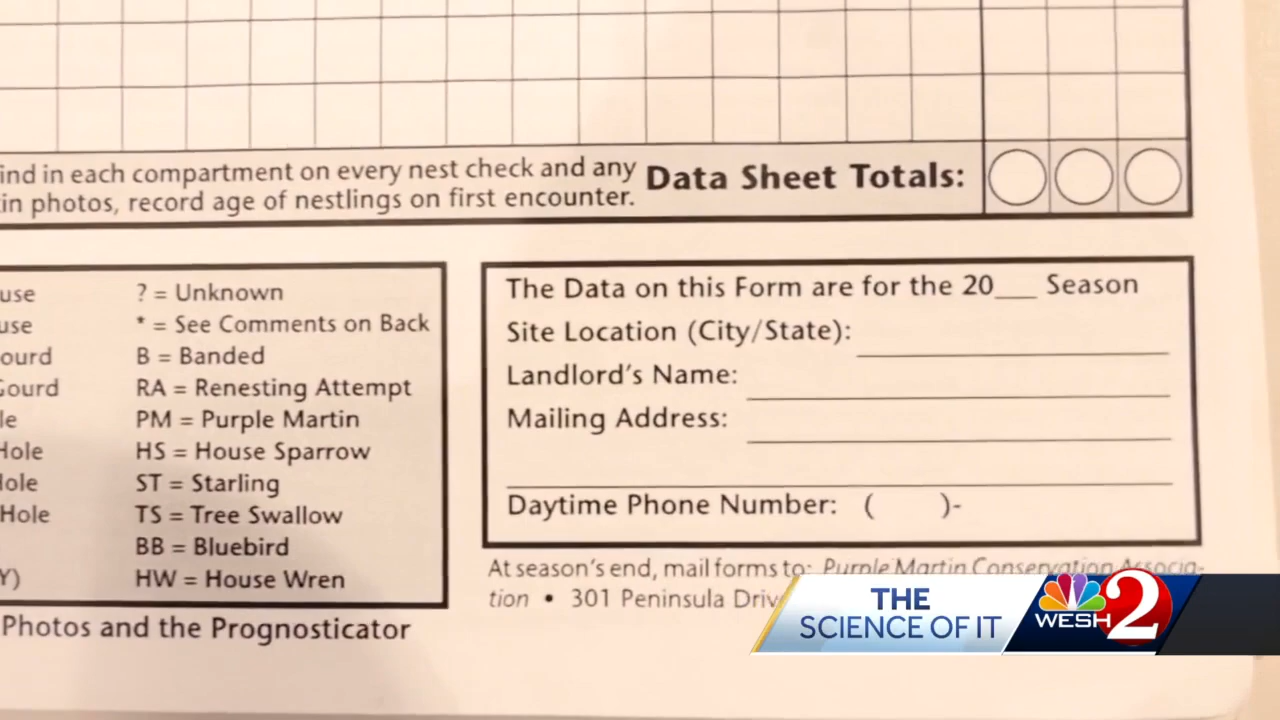 ind in each compartment on every nest check and any
in photos, record age of nestlings on first encounter.
Data Sheet Totals:
use
use
ourd
Gourd
le
Hole
Hole
Hole
Y)
? = Unknown
* = See Comments on Back
B = Banded
RA = Renesting Attempt
PM = Purple Martin
HS = House Sparrow
ST = Starling
TS = Tree Swallow
BB = Bluebird
HW = House Wren
Photos and the Prognosticator
The Data on this Form are for the 20___ Season
Site Location (City/State):
Landlord's Name:
Mailing Address:
Daytime Phone Number: ( )-
At season's end, mail forms to: Purple Martin Conservation Associa-
tion • 301 Peninsula Driv
THE
SCIENCE OF IT
WESH 2